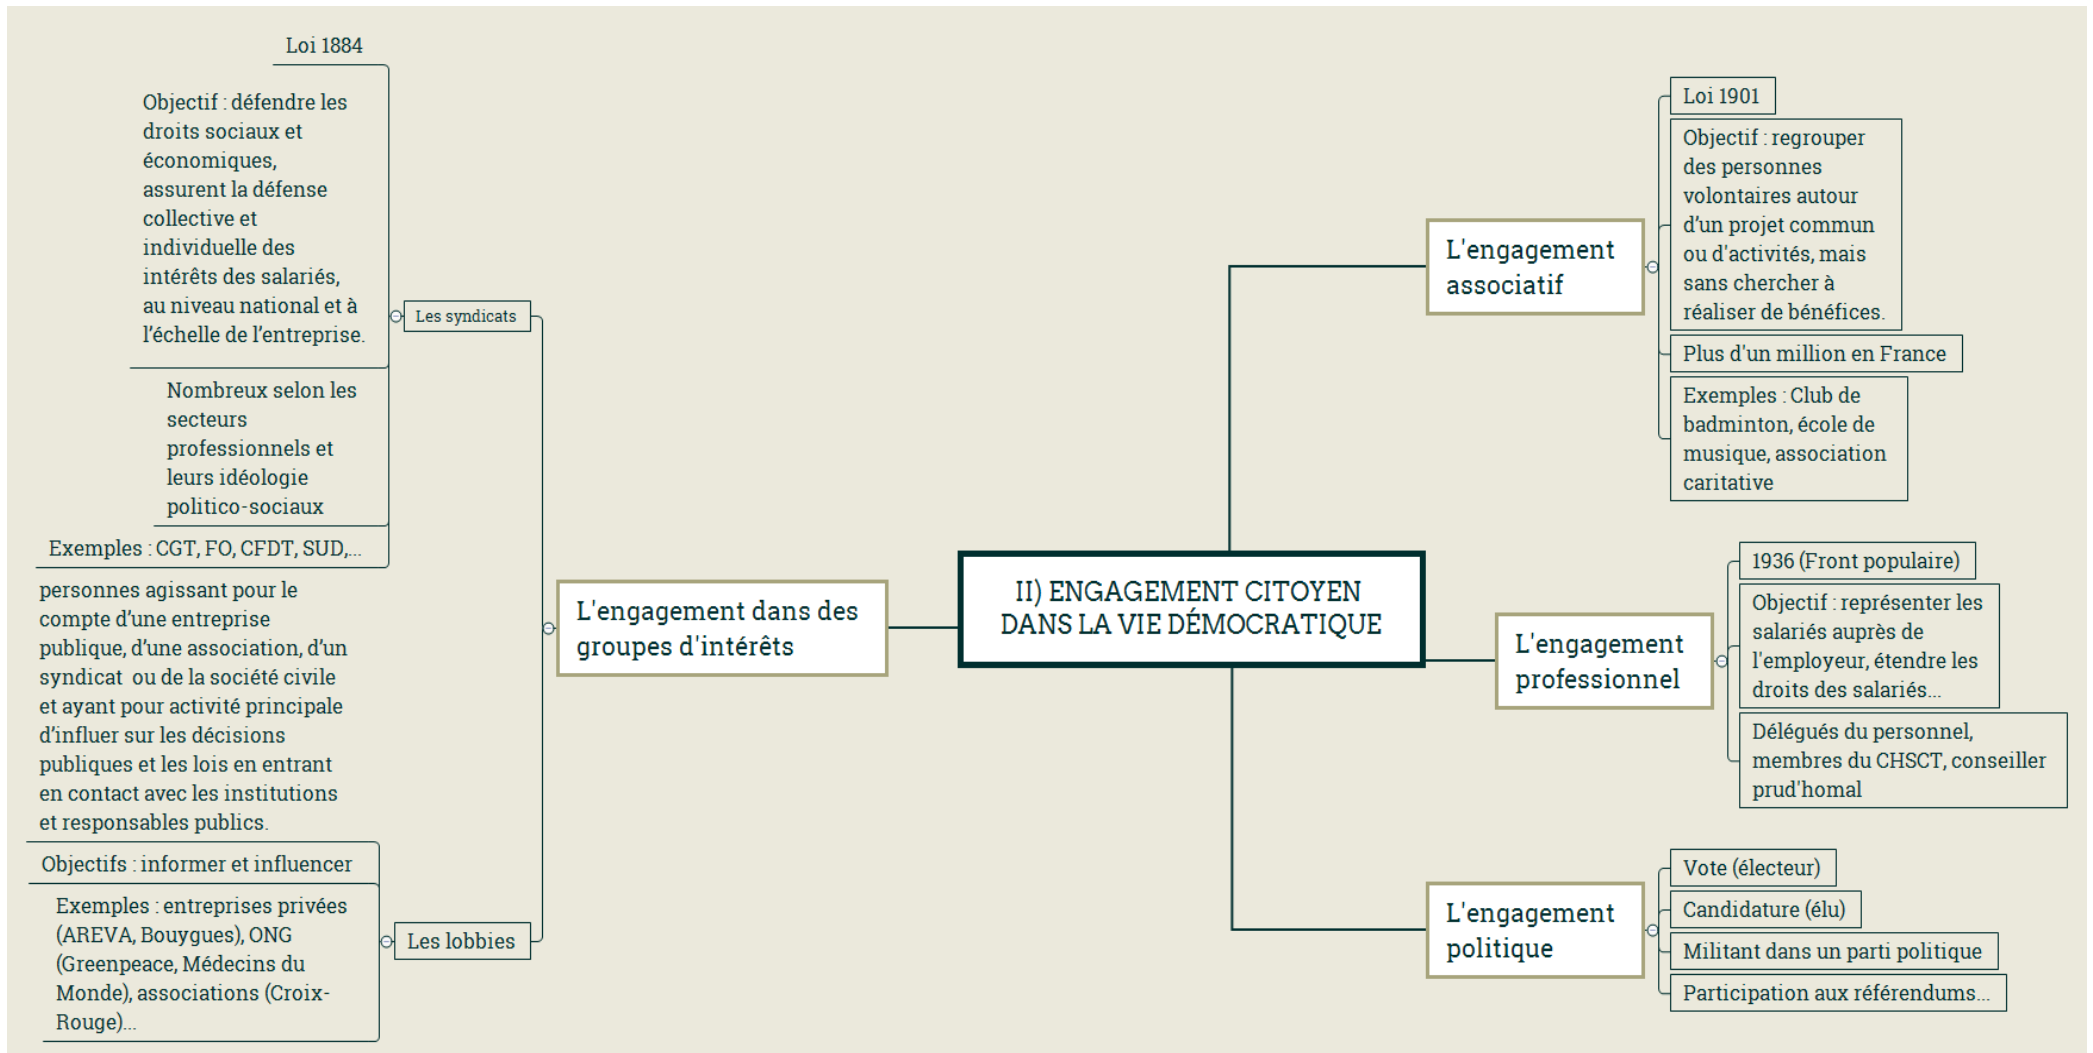 II) ENGAGEMENT CITOYEN
DANS LA VIE DÉMOCRATIQUE
L'engagement
associatif
Loi 1901
Objectif : regrouper
des personnes
volontaires autour
d’un projet commun
ou d'activités, mais
sans chercher à
réaliser de bénéfices.
Plus d'un million en France
Exemples : Club de
badminton, école de
musique, association
caritative
L'engagement
professionnel
1936 (Front populaire)
Objectif : représenter les
salariés auprès de
l'employeur, étendre les
droits des salariés...
Délégués du personnel,
membres du CHSCT, conseiller
prud'homal
L'engagement
politique
Vote (électeur)
Candidature (élu)
Militant dans un parti politique
Participation aux référendums...
L'engagement dans des
groupes d'intérêts
Les syndicats
Loi 1884
Objectif : défendre les
droits sociaux et
économiques,
assurent la défense
collective et
individuelle des
intérêts des salariés,
au niveau national et à
l’échelle de l’entreprise.
Nombreux selon les
secteurs
professionnels et
leurs idéologie
politico-sociaux
Exemples : CGT, FO, CFDT, SUD,...
Les lobbies
personnes agissant pour le
compte d’une entreprise
publique, d’une association, d’un
syndicat ou de la société civile
et ayant pour activité principale
d’influer sur les décisions
publiques et les lois en entrant
en contact avec les institutions
et responsables publics.
Objectifs : informer et influencer
Exemples : entreprises privées
(AREVA, Bouygues), ONG
(Greenpeace, Médecins du
Monde), associations (Croix-
Rouge)...